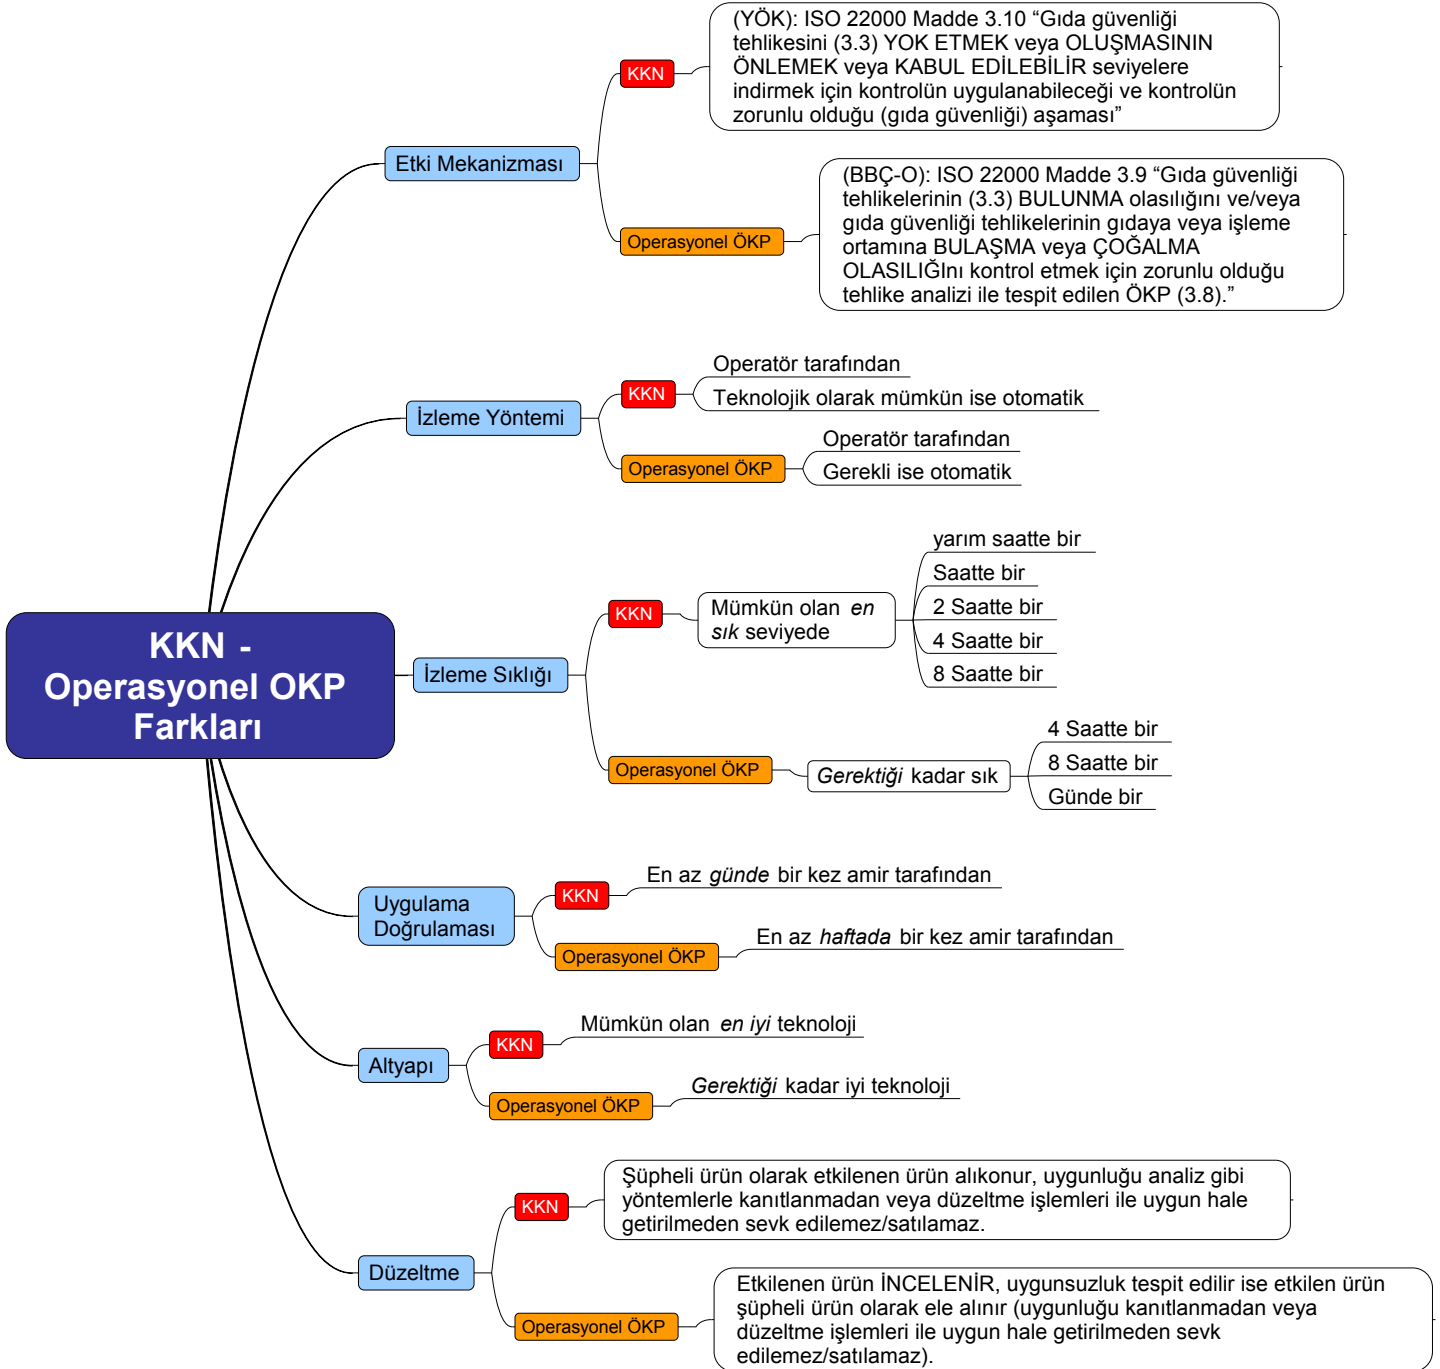 KKN -
Operasyonel OKP
Farkları
Etki Mekanizması
KKN
(YÖK): ISO 22000 Madde 3.10 “Gıda güvenliği
tehlikesini (3.3) YOK ETMEK veya OLUŞMASININ
ÖNLEMEK veya KABUL EDİLEBİLİR seviyelere
indirmek için kontrolün uygulanabileceği ve kontrolün
zorunlu olduğu (gıda güvenliği) aşaması”
Operasyonel ÖKP
(BBÇ-O): ISO 22000 Madde 3.9 “Gıda güvenliği
tehlikelerinin (3.3) BULUNMA olasılığını ve/veya
gıda güvenliği tehlikelerinin gıdaya veya işleme
ortamına BULAŞMA veya ÇOĞALMA
OLASILIĞInı kontrol etmek için zorunlu olduğu
tehlike analizi ile tespit edilen ÖKP (3.8).”
İzleme Yöntemi
KKN
Operatör tarafından
Teknolojik olarak mümkün ise otomatik
Operasyonel ÖKP
Operatör tarafından
Gerekli ise otomatik
İzleme Sıklığı
KKN
Mümkün olan en
sık seviyede
yarım saatte bir
Saatte bir
2 Saatte bir
4 Saatte bir
8 Saatte bir
Operasyonel ÖKP
Gerektiği kadar sık
4 Saatte bir
8 Saatte bir
Günde bir
Uygulama
Doğrulaması
KKN
En az günde bir kez amir tarafından
Operasyonel ÖKP
En az haftada bir kez amir tarafından
Altyapı
KKN
Mümkün olan en iyi teknoloji
Operasyonel ÖKP
Gerektiği kadar iyi teknoloji
Düzeltme
KKN
Şüpheli ürün olarak etkilenen ürün alıkonur, uygunluğu analiz gibi
yöntemlerle kanıtlanmadan veya düzeltme işlemleri ile uygun hale
getirilmeden sevk edilemez/satılamaz.
Operasyonel ÖKP
Etkilenen ürün İNCELENİR, uygunsuzluk tespit edilir ise etkilen ürün
şüpheli ürün olarak ele alınır (uygunluğu kanıtlanmadan veya
düzeltme işlemleri ile uygun hale getirilmeden sevk
edilemez/satılamaz).